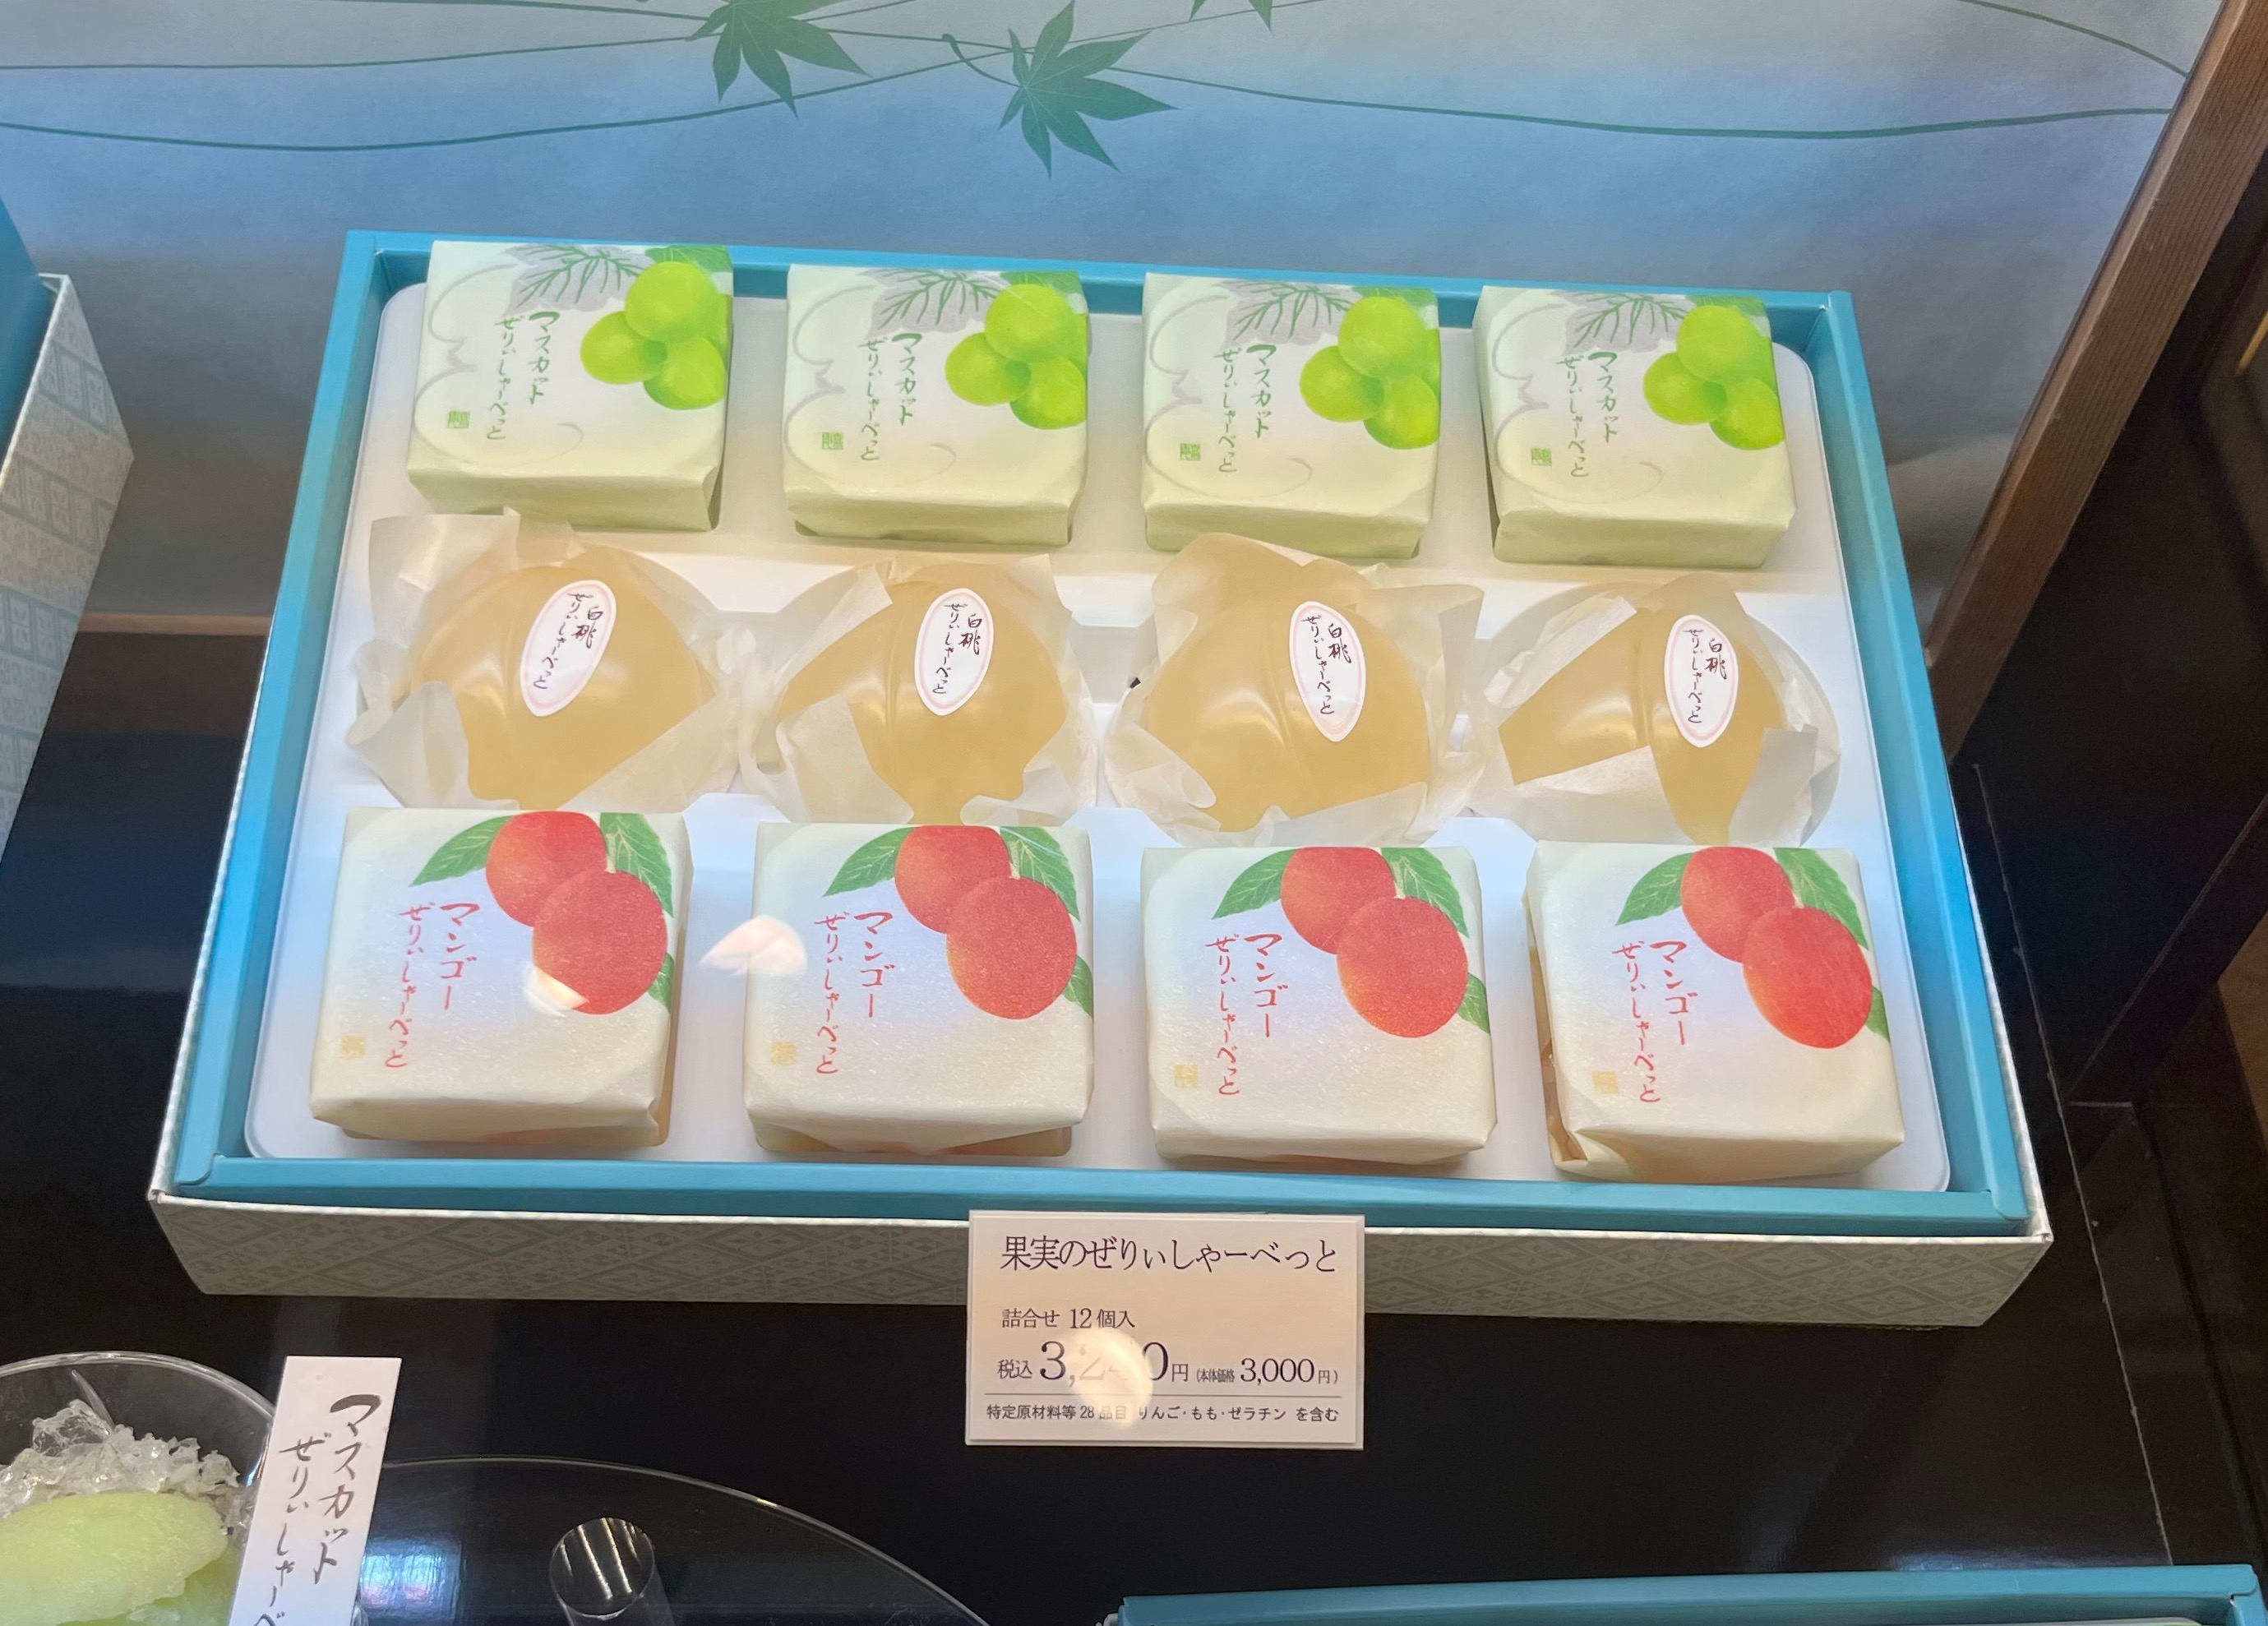 マスカット
ぜりぃしゃーべっと
マスカット
ぜりぃしゃーべっと
マスカット
ぜりぃしゃーべっと
マスカット
ぜりぃしゃーべっと
白桃
ぜりぃしゃーべっと
白桃
ぜりぃしゃーべっと
白桃
ぜりぃしゃーべっと
白桃
ぜりぃしゃーべっと
マンゴー
ぜりぃしゃーべっと
マンゴー
ぜりぃしゃーべっと
マンゴー
ぜりぃしゃーべっと
マンゴー
ぜりぃしゃーべっと
果実のぜりぃしゃーべっと
詰合せ 12個入
税込 3,240円 (本体価格 3,000円)
特定原材料等28品目 りんご・もも・ゼラチン を含む
マスカット
ぜりぃしゃーべ